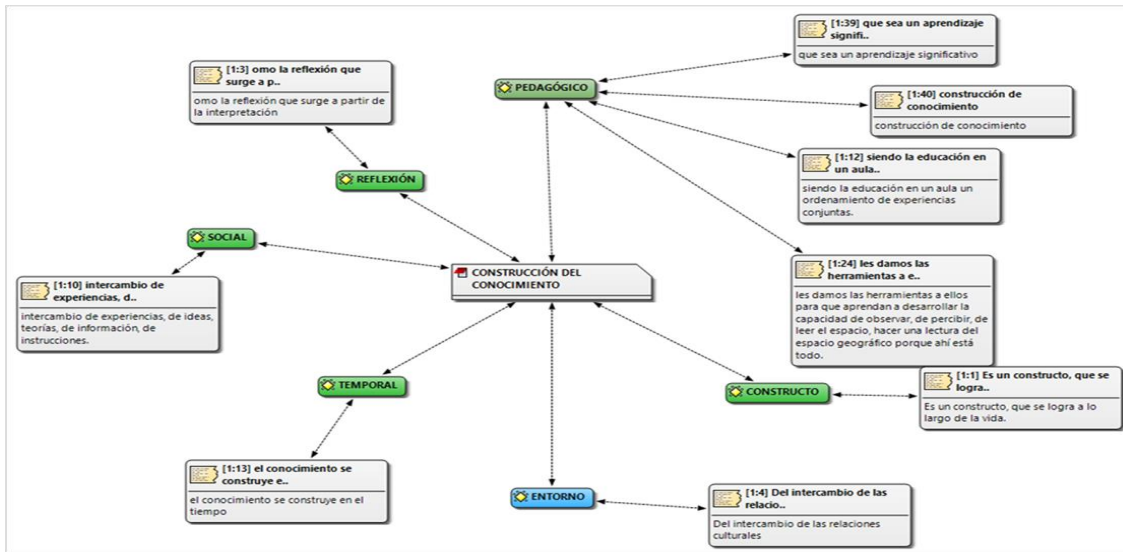 [1:39] que sea un aprendizaje
signifi..
que sea un aprendizaje significativo
[1:3] omo la reflexión que
surge a p..
omo la reflexión que surge a partir de
la interpretación
PEDAGÓGICO
[1:40] construcción de
conocimiento
construcción de conocimiento
[1:12] siendo la educación en
un aula..
siendo la educación en un aula un
ordenamiento de experiencias
conjuntas.
REFLEXIÓN
SOCIAL
[1:10] intercambio de
experiencias, d..
intercambio de experiencias, de ideas,
teorías, de información, de
instrucciones.
CONSTRUCCIÓN DEL
CONOCIMIENTO
[1:24] les damos las
herramientas a e..
les damos las herramientas a ellos
para que aprendan a desarrollar la
capacidad de observar, de percibir, de
leer el espacio, hacer una lectura del
espacio geográfico porque ahí está
todo.
TEMPORAL
CONSTRUCTO
[1:1] Es un constructo, que se
logra..
Es un constructo, que se logra a lo
largo de la vida.
[1:13] el conocimiento se
construye e..
el conocimiento se construye en el
tiempo
ENTORNO
[1:4] Del intercambio de las
relacio..
Del intercambio de las relaciones
culturales